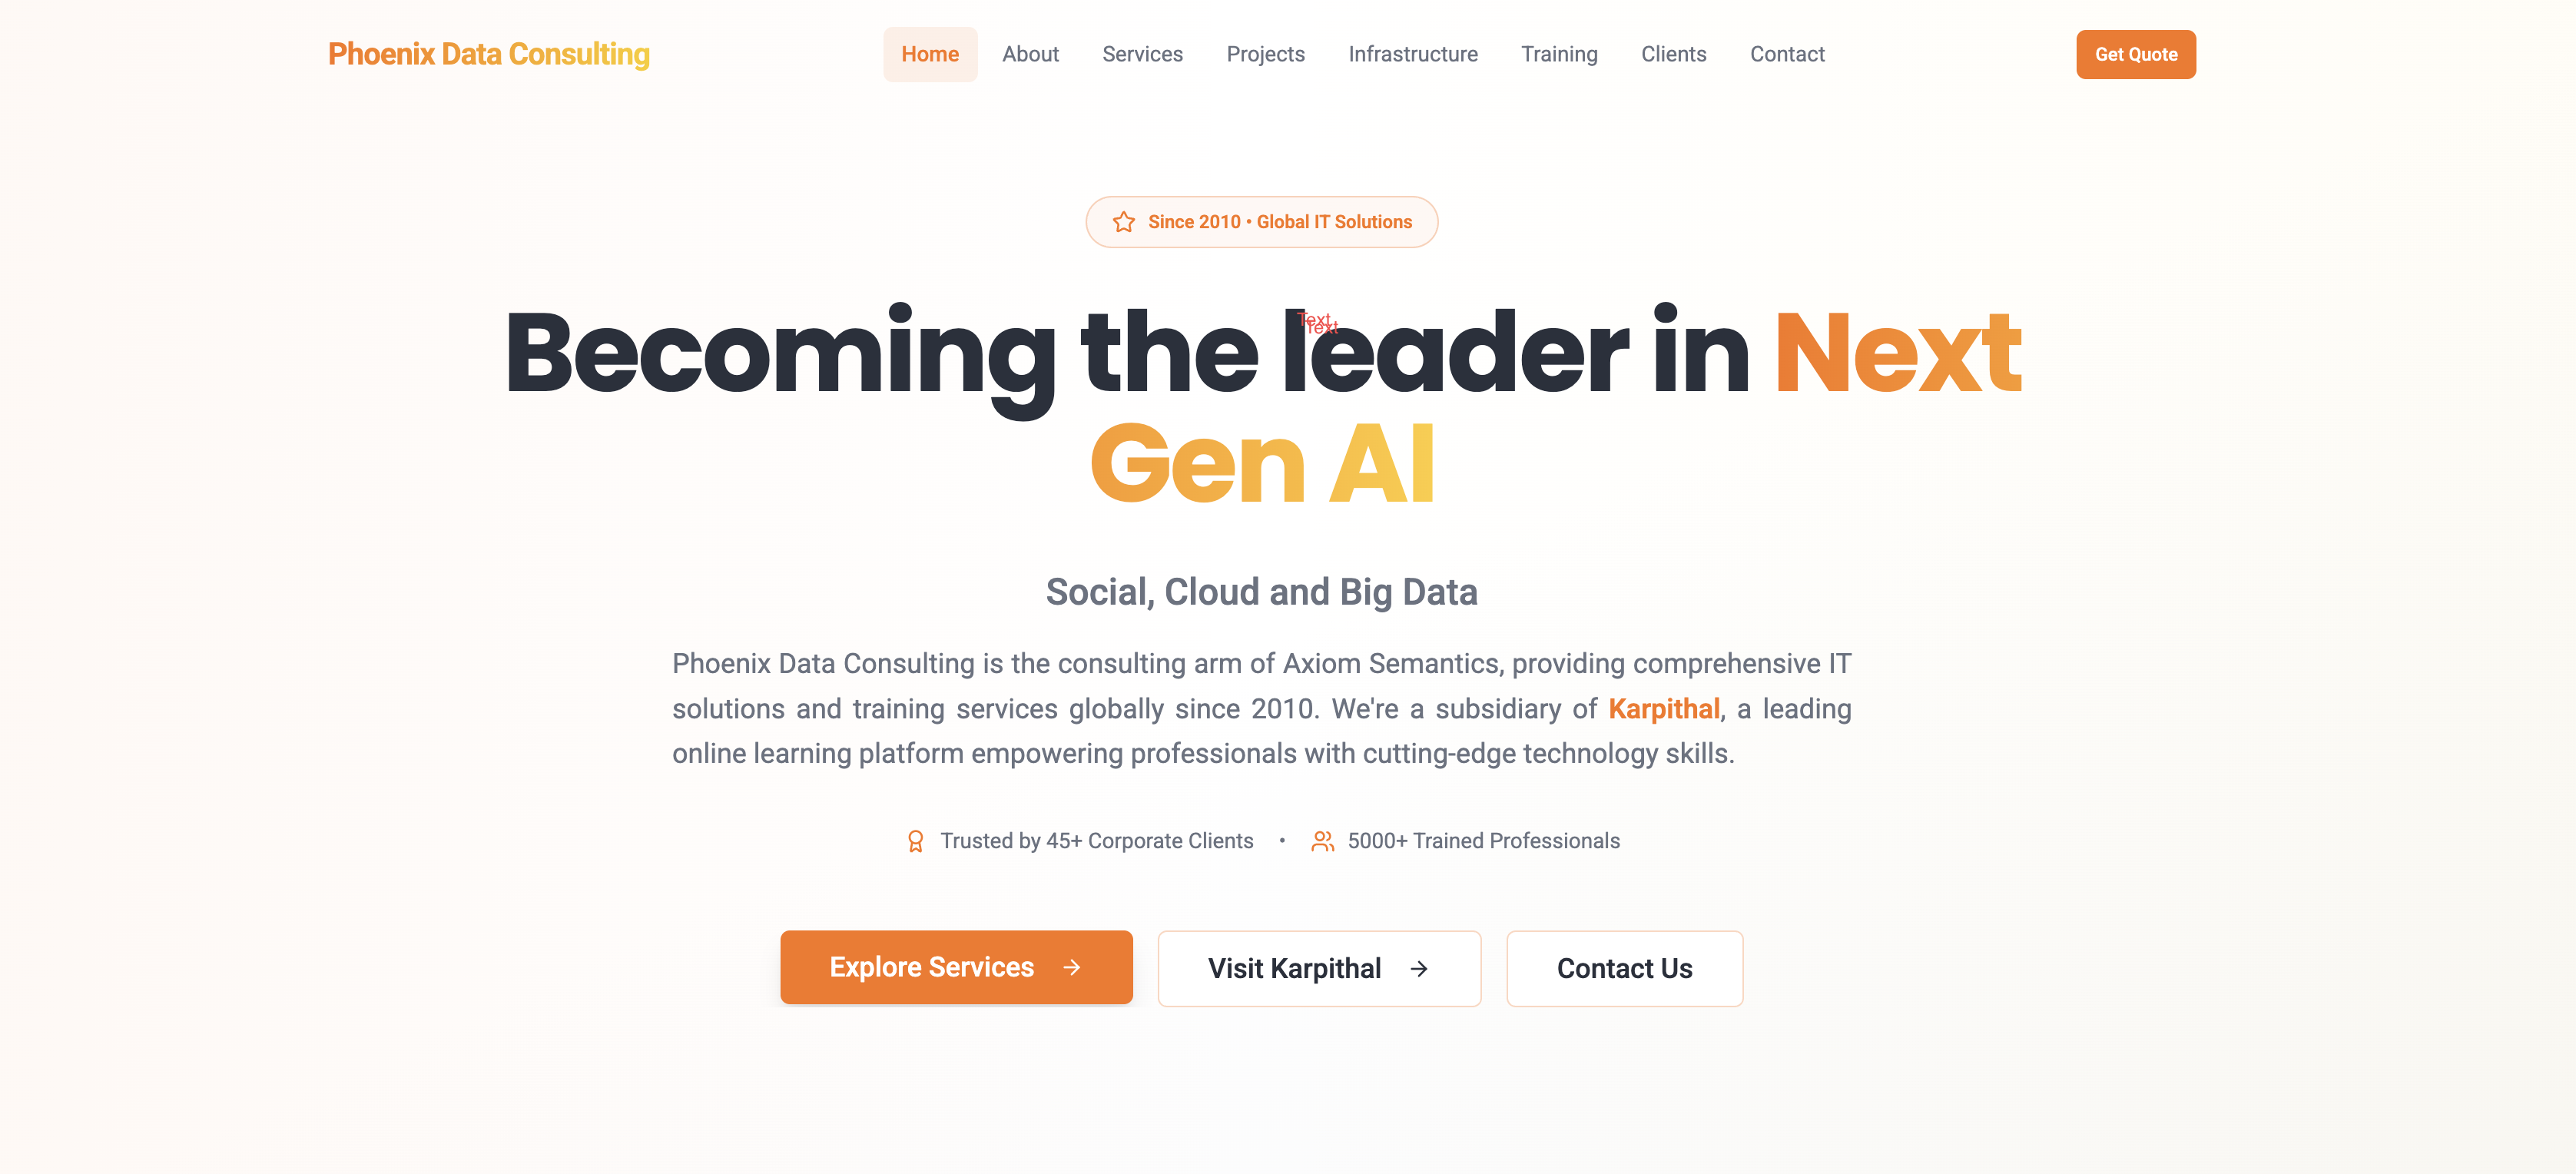 Phoenix Data Consulting
Home About Services Projects Infrastructure Training Clients Contact
Get Quote
Since 2010 • Global IT Solutions
Becoming the leader in Next
Text
Text
Gen AI
Social, Cloud and Big Data
Phoenix Data Consulting is the consulting arm of Axiom Semantics, providing comprehensive IT
solutions and training services globally since 2010. We're a subsidiary of Karpithal, a leading
online learning platform empowering professionals with cutting-edge technology skills.
Trusted by 45+ Corporate Clients • 5000+ Trained Professionals
Explore Services → Visit Karpithal → Contact Us